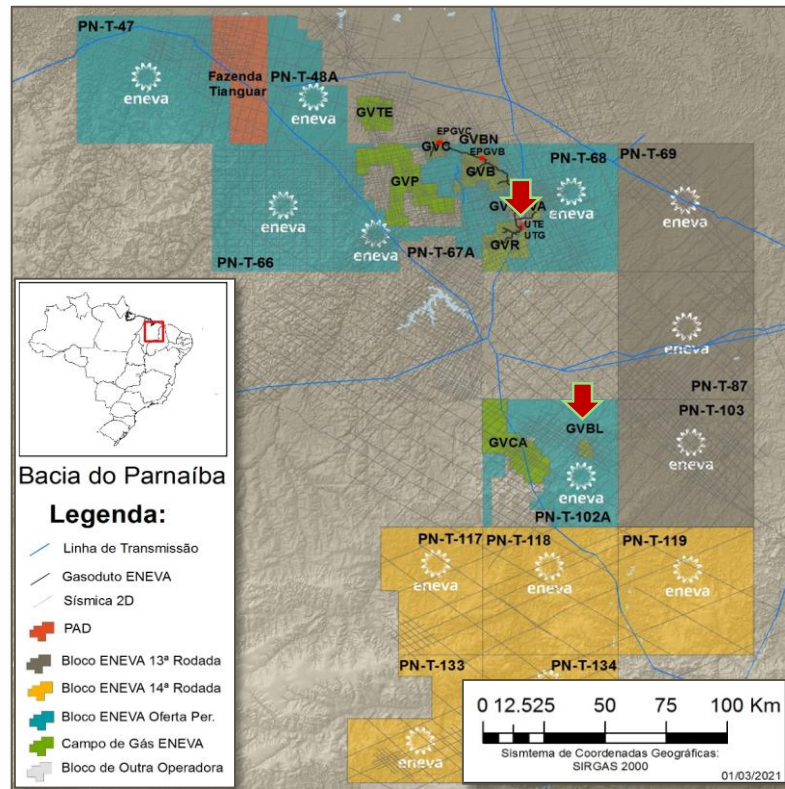 PN-T-47
eneva
Fazenda
Tianguar
PN-T-48A
eneva
GVTE
EPGVC
GVC
GVBN
EPGVB
GVB
GVP
PN-T-68
eneva
PN-T-69
eneva
eneva
eneva
PN-T-66
PN-T-67A
UTE
UTG
GVR
eneva
PN-T-87
PN-T-103
eneva
GVCA
GVBL
eneva
PN-T-102A
PN-T-117
eneva
PN-T-118
eneva
PN-T-119
eneva
PN-T-133
eneva
PN-T-134
Bacia do Parnaíba
Legenda:
Linha de Transmissão
Gasoduto ENEVA
Sísmica 2D
PAD
Bloco ENEVA 13ª Rodada
Bloco ENEVA 14ª Rodada
Bloco ENEVA Oferta Per.
Campo de Gás ENEVA
Bloco de Outra Operadora
0 12.525 50 75 100 Km
Sismtema de Coordenadas Geográficas:
SIRGAS 2000
01/03/2021